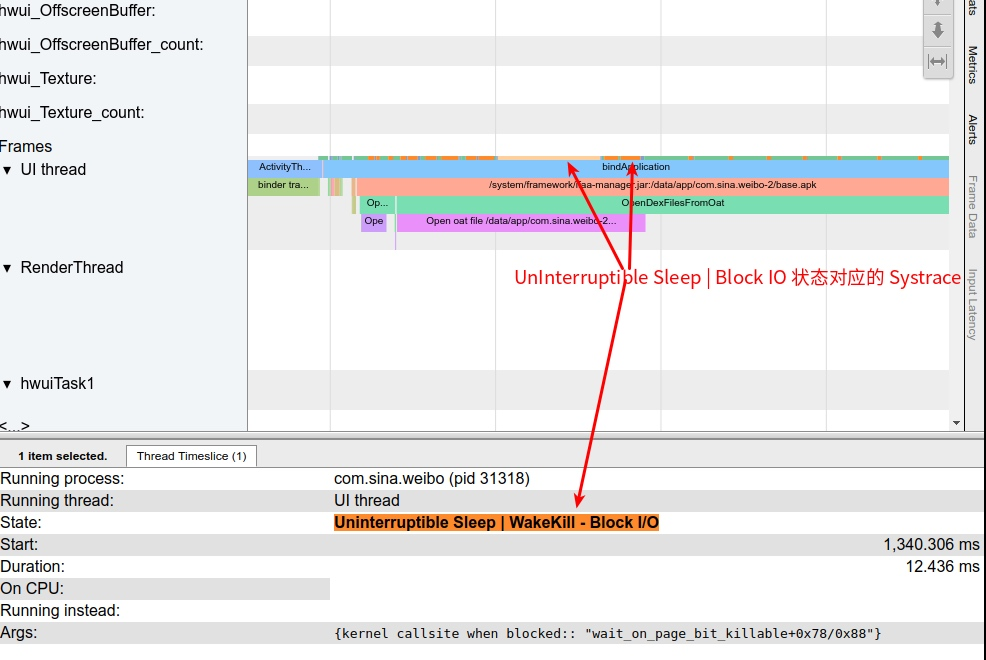 hwui_OffscreenBuffer:
hwui_OffscreenBuffer_count:
hwui_Texture:
hwui_Texture_count:
Frames
▼ UI thread
ActivityTh...
bindApplication
binder tra...
/system/framework/ifaa-manager.jar:/data/app/com.sina.weibo-2/base.apk
Op...
OpenDexFilesFromOat
Ope
Open oat file /data/app/com.sina.weibo-2...
▼ RenderThread
UnInterruptible Sleep | Block IO 状态对应的 Systrace
▼ hwuiTask1
<...>
ats
Metrics
Alerts
Frame Data
Input Latency
1 item selected.
Thread Timeslice (1)
Running process: com.sina.weibo (pid 31318)
Running thread: UI thread
State: Uninterruptible Sleep | WakeKill - Block I/O
Start: 1,340.306 ms
Duration: 12.436 ms
On CPU:
Running instead:
Args: {kernel callsite when blocked:: "wait_on_page_bit_killable+0x78/0x88"}